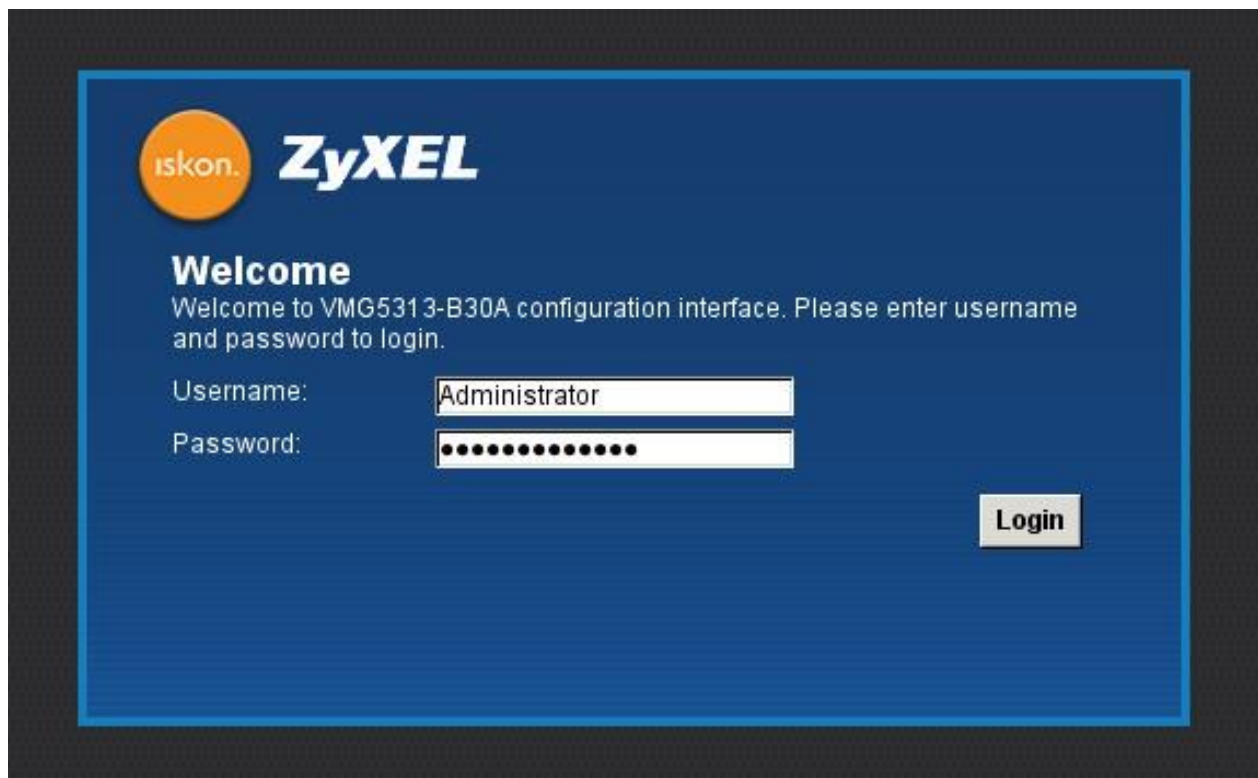 ıskon.
ZyXEL
Welcome
Welcome to VMG5313-B30A configuration interface. Please enter username
and password to login.
Username: Administrator
Password: •••••••••••••
Login